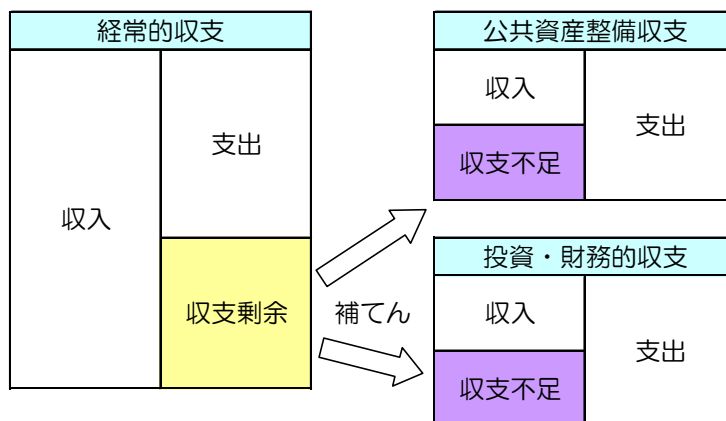 経常的収支
収入
支出
収支剰余
補てん
公共資産整備収支
収入
収支不足
支出
投資・財務的収支
収入
収支不足
支出